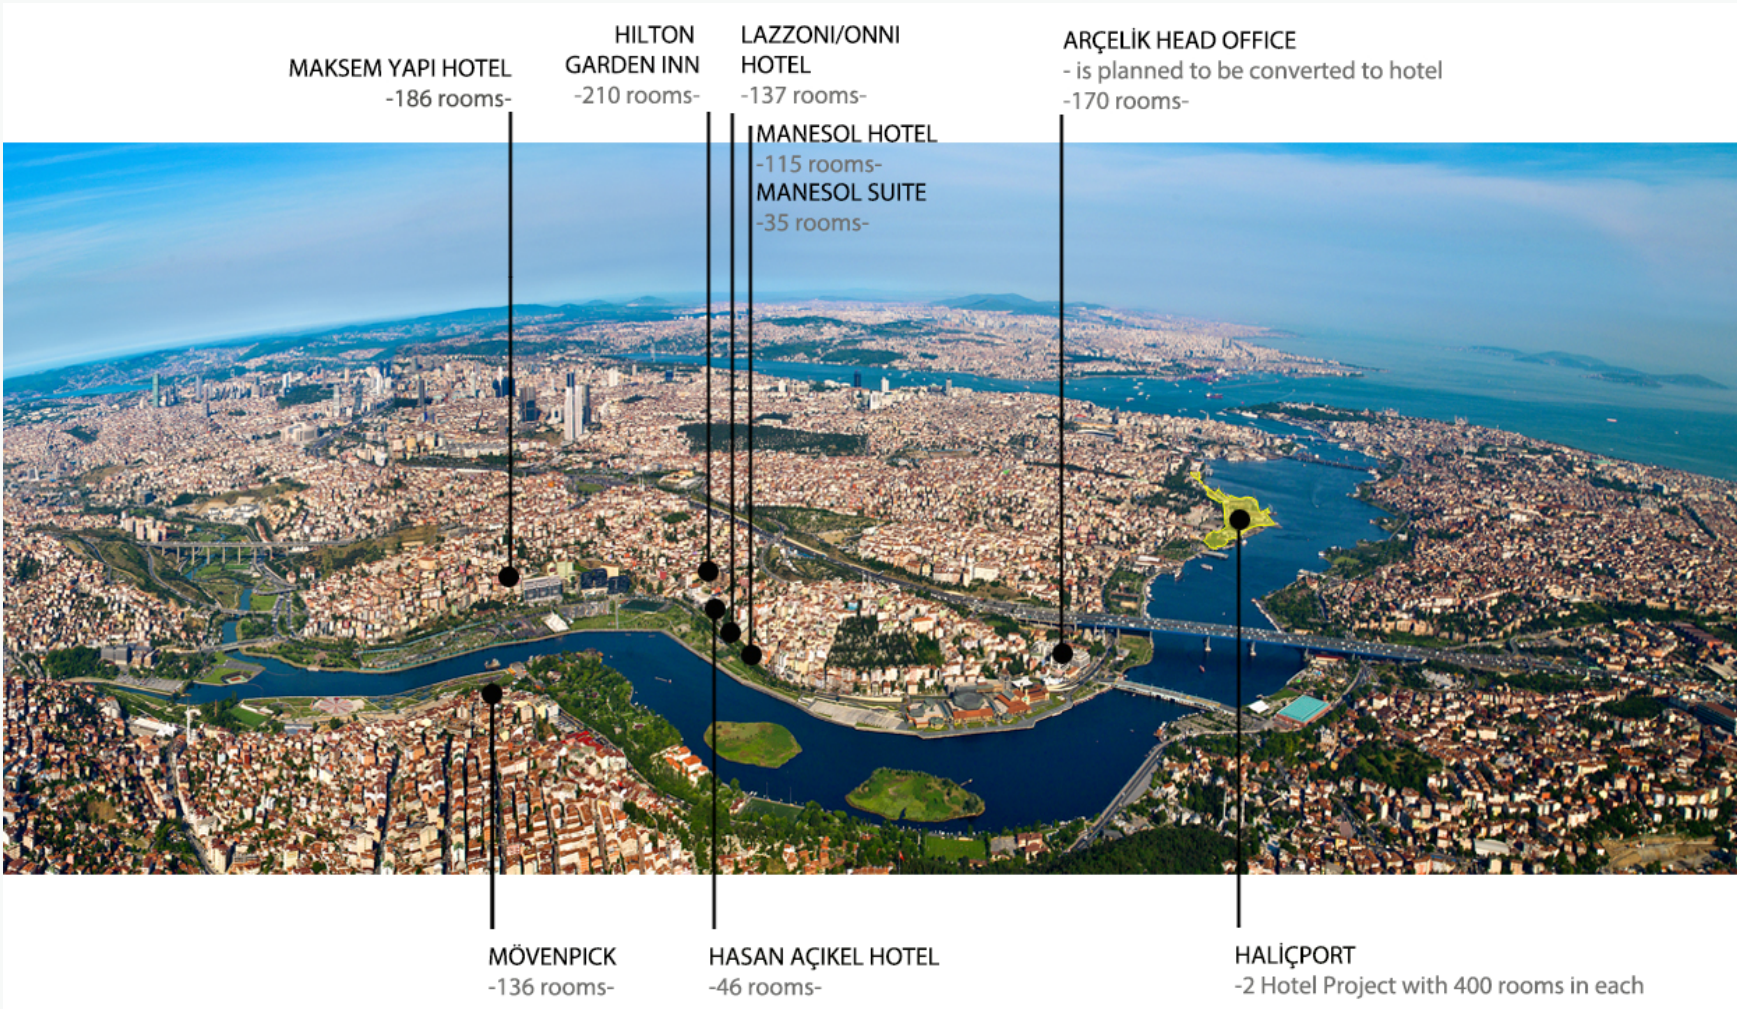 MAKSEM YAPI HOTEL
-186 rooms-
HILTON
GARDEN INN
-210 rooms-
LAZZONI/ONNI
HOTEL
-137 rooms-
MANESOL HOTEL
-115 rooms-
MANESOL SUITE
-35 rooms-
ARÇELİK HEAD OFFICE
- is planned to be converted to hotel
-170 rooms-
MÖVENPICK
-136 rooms-
HASAN AÇIKEL HOTEL
-46 rooms-
HALİÇPORT
-2 Hotel Project with 400 rooms in each